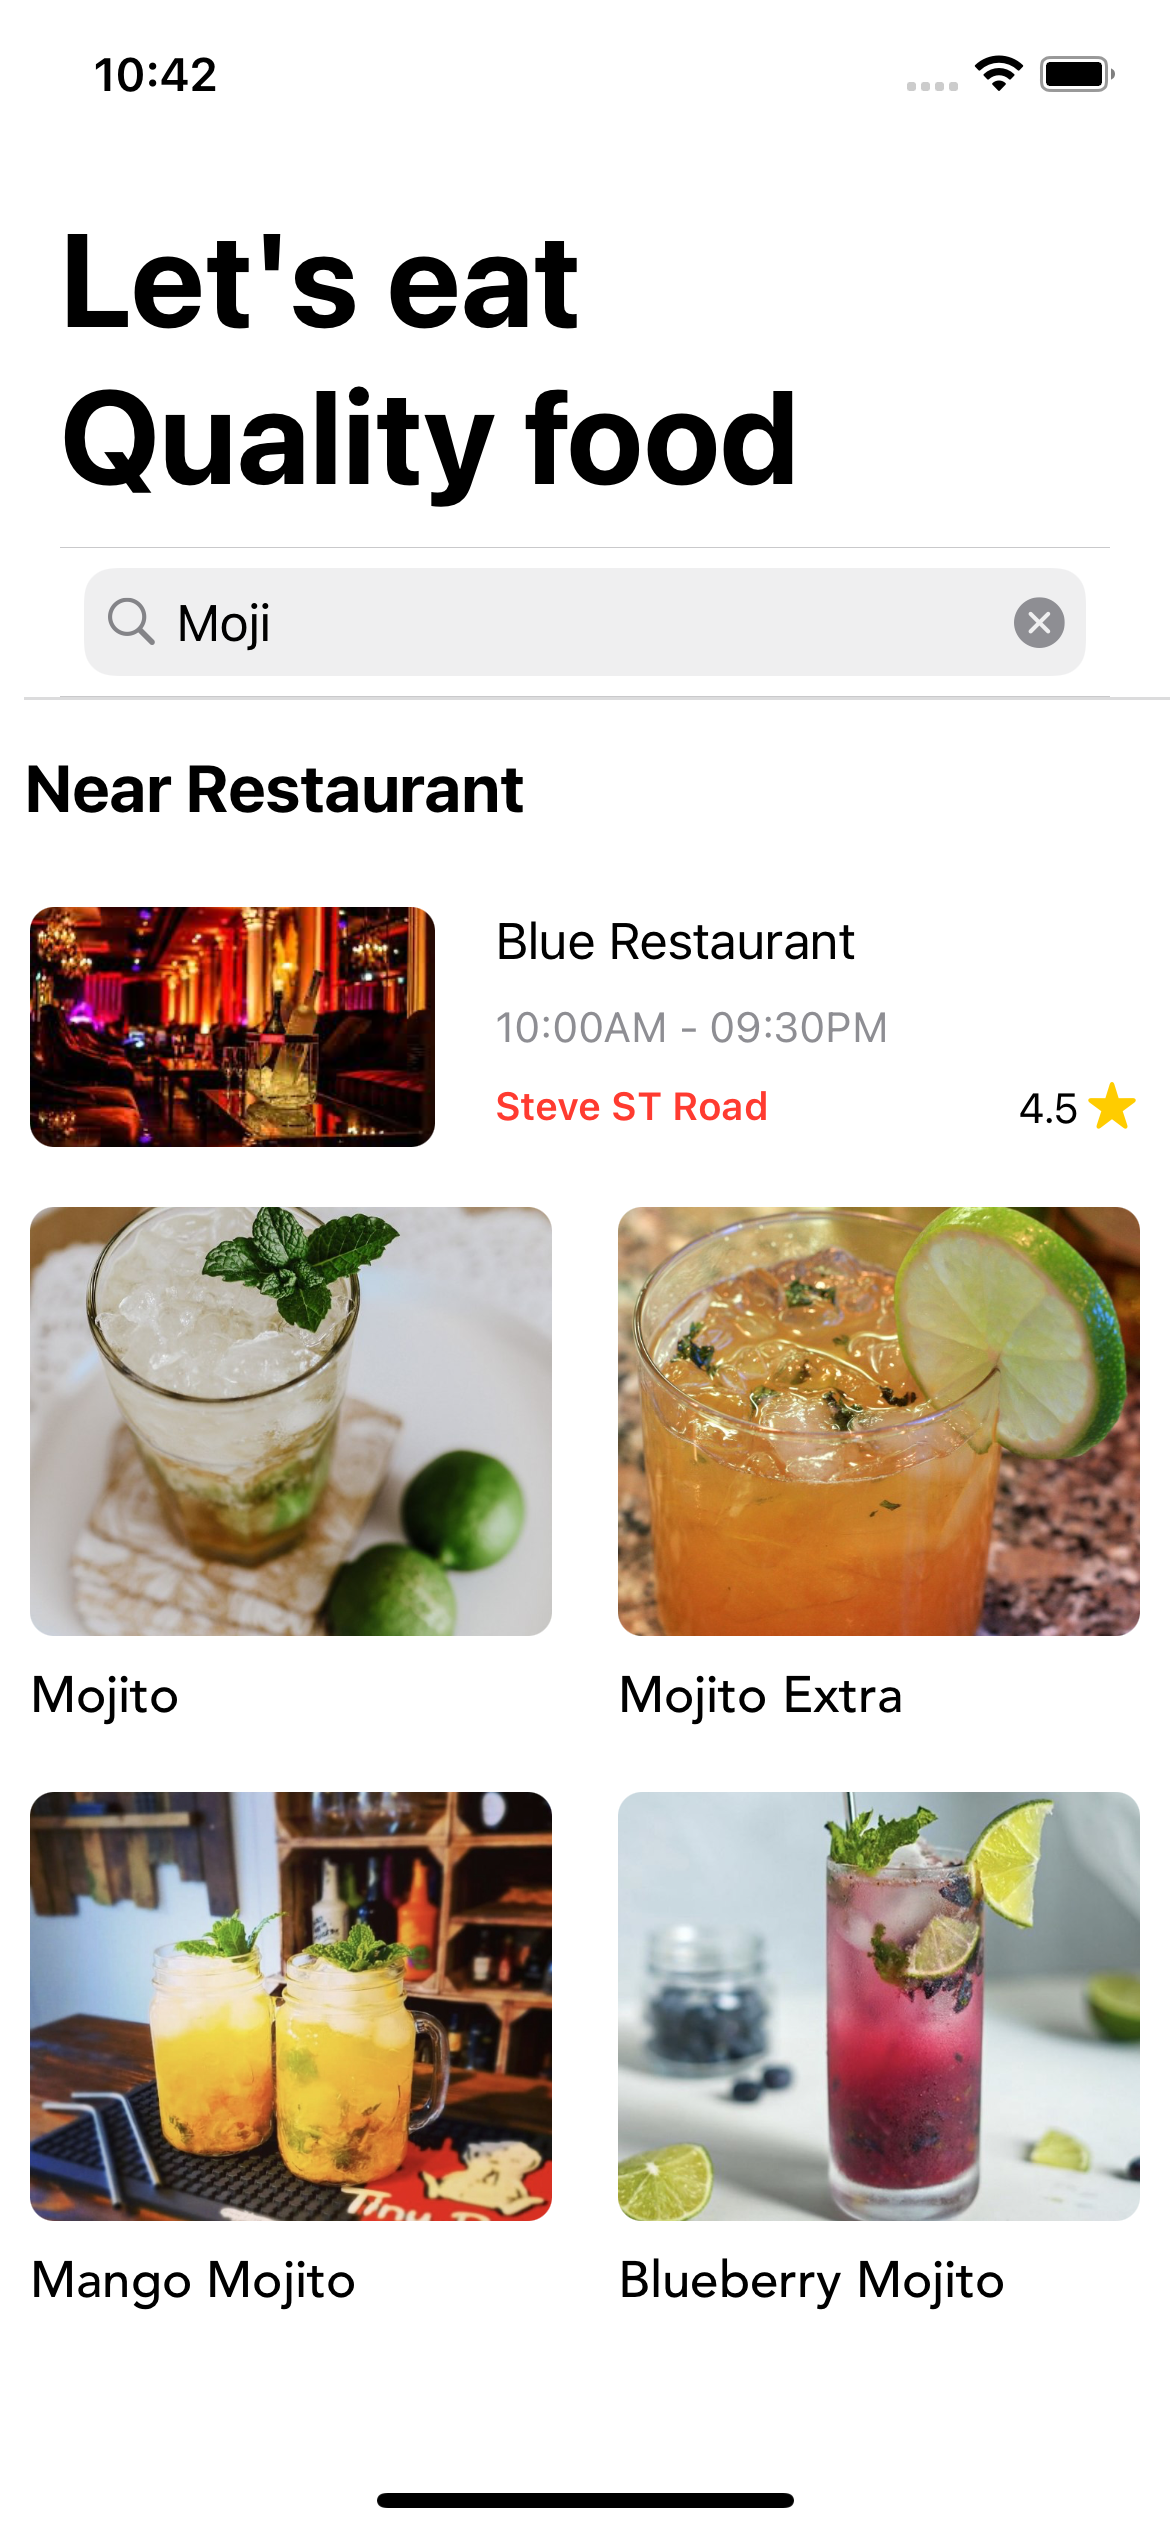 10:42
Let's eat
Quality food
Moji
Near Restaurant
Blue Restaurant
10:00AM - 09:30PM
Steve ST Road
4.5
Mojito
Mojito Extra
Tiny
Mango Mojito
Blueberry Mojito